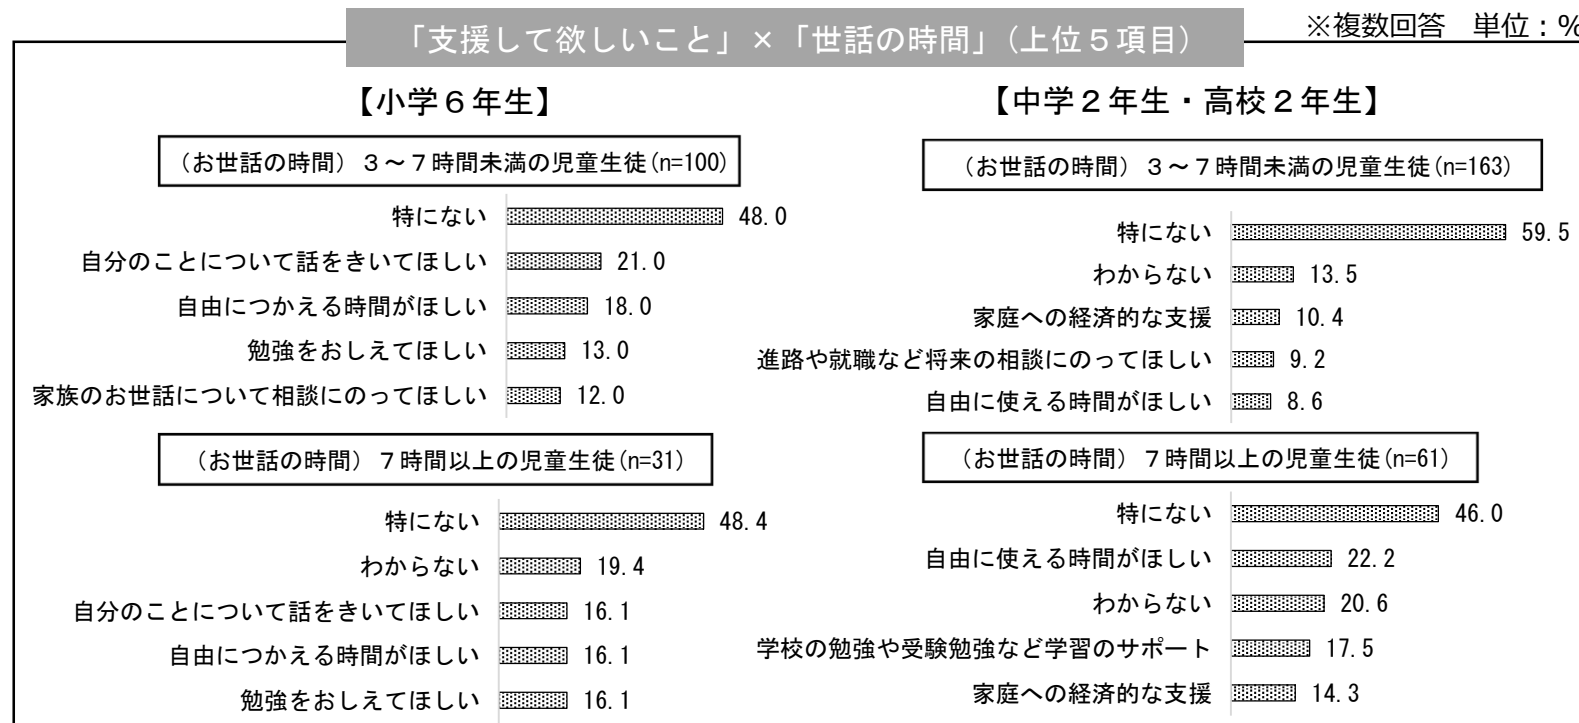 「支援して欲しいこと」×「世話の時間」(上位５項目)
※複数回答　単位：%
【小学６年生】
(お世話の時間) ３～７時間未満の児童生徒(n=100)
特にない 48.0
自分のことについて話をきいてほしい 21.0
自由につかえる時間がほしい 18.0
勉強をおしえてほしい 13.0
家族のお世話について相談にのってほしい 12.0
(お世話の時間) ７時間以上の児童生徒(n=31)
特にない 48.4
わからない 19.4
自分のことについて話をきいてほしい 16.1
自由につかえる時間がほしい 16.1
勉強をおしえてほしい 16.1
【中学２年生・高校２年生】
(お世話の時間) ３～７時間未満の児童生徒(n=163)
特にない 59.5
わからない 13.5
家庭への経済的な支援 10.4
進路や就職など将来の相談にのってほしい 9.2
自由に使える時間がほしい 8.6
(お世話の時間) ７時間以上の児童生徒(n=61)
特にない 46.0
自由に使える時間がほしい 22.2
わからない 20.6
学校の勉強や受験勉強など学習のサポート 17.5
家庭への経済的な支援 14.3